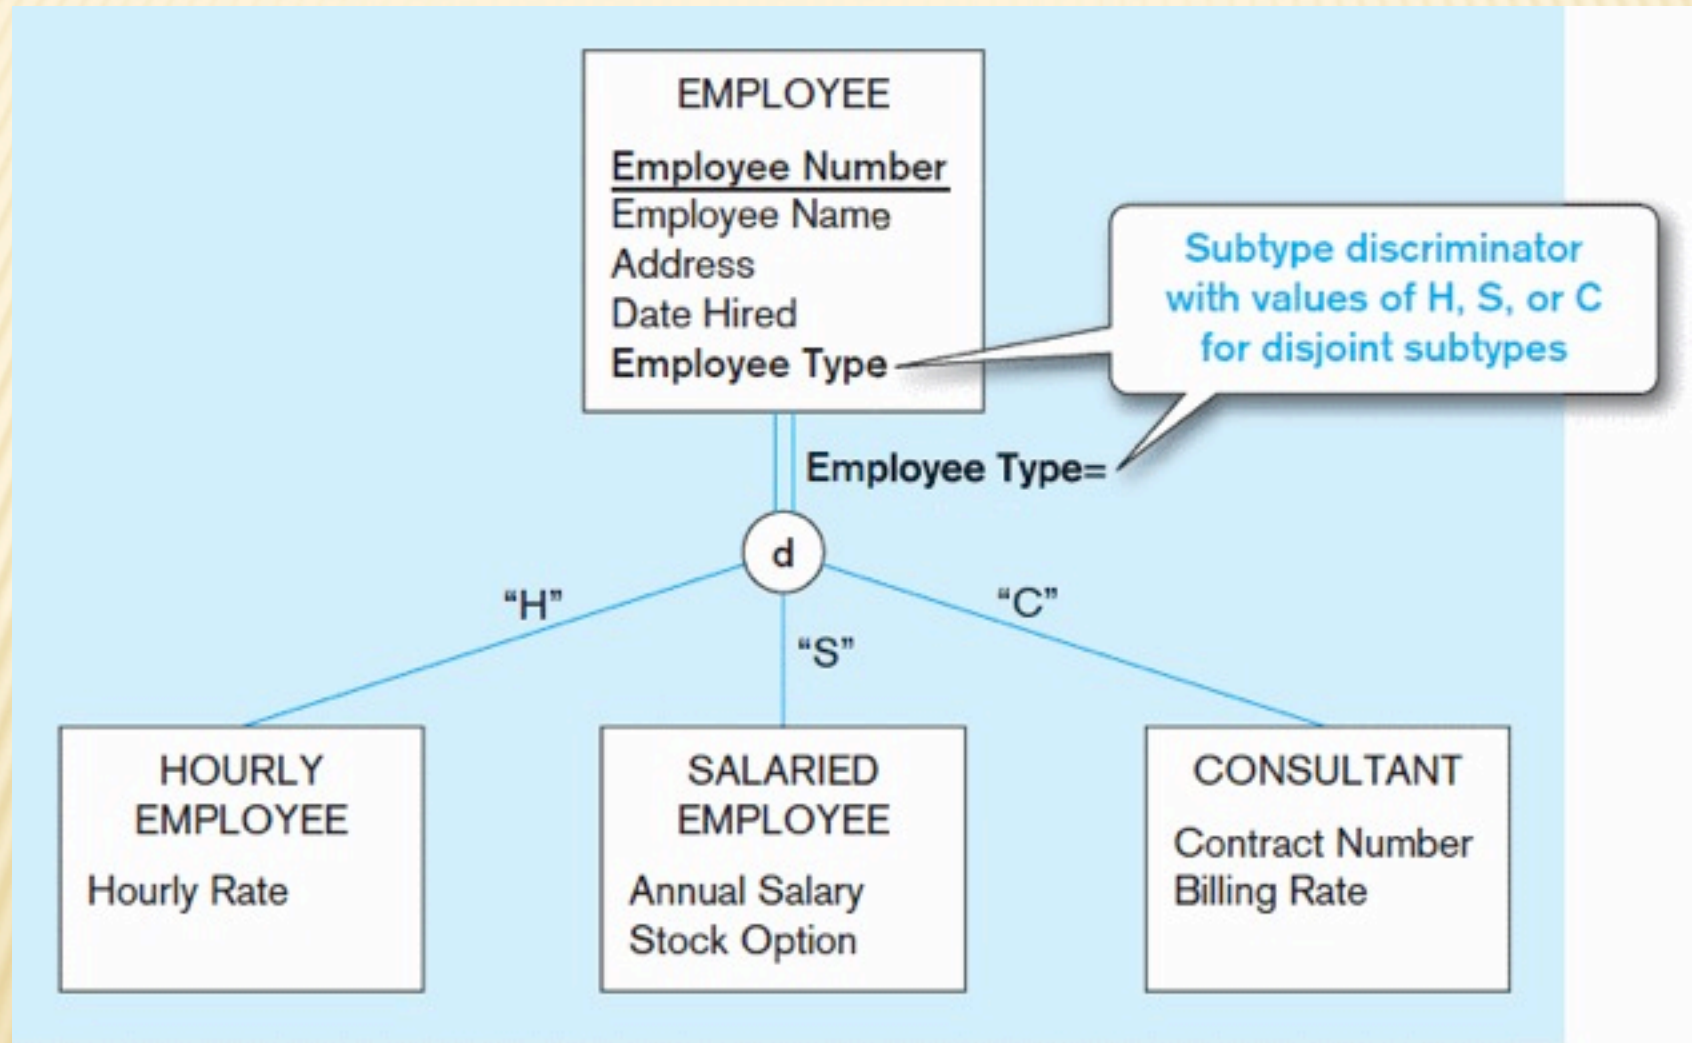 EMPLOYEE
Employee Number
Employee Name
Address
Date Hired
Employee Type
Subtype discriminator
with values of H, S, or C
for disjoint subtypes
Employee Type=
d
“H”
“S”
“C”
HOURLY
EMPLOYEE
Hourly Rate
SALARIED
EMPLOYEE
Annual Salary
Stock Option
CONSULTANT
Contract Number
Billing Rate